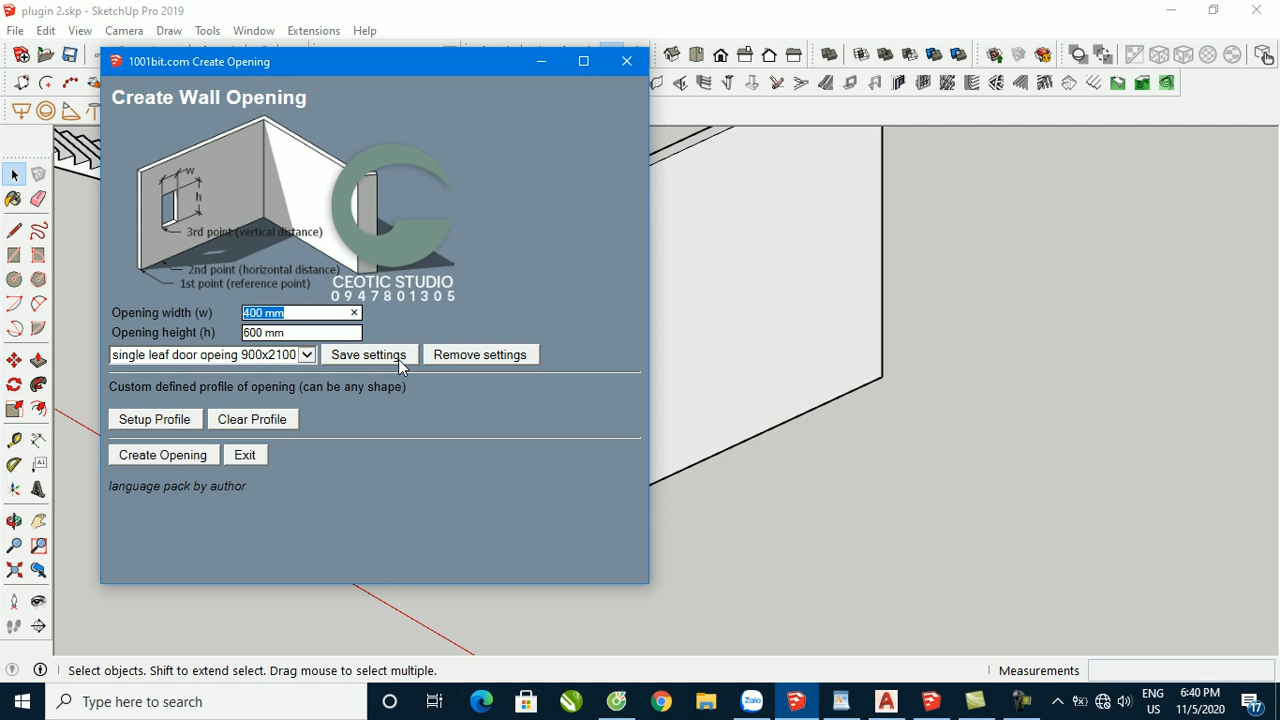 plugin 2.skp - SketchUp Pro 2019
File Edit View Camera Draw Tools Window Extensions Help
1001bit.com Create Opening
Create Wall Opening
w
h
3rd point (vertical distance)
2nd point (horizontal distance)
1st point (reference point)
CEOTIC STUDIO
0947801305
Opening width (w) 400 mm
Opening height (h) 600 mm
single leaf door opeing 900x2100 Save settings Remove settings
Custom defined profile of opening (can be any shape)
Setup Profile Clear Profile
Create Opening Exit
language pack by author
Select objects. Shift to extend select. Drag mouse to select multiple. Measurements
Type here to search
Zalo
ENG
US
6:40 PM
11/5/2020
17